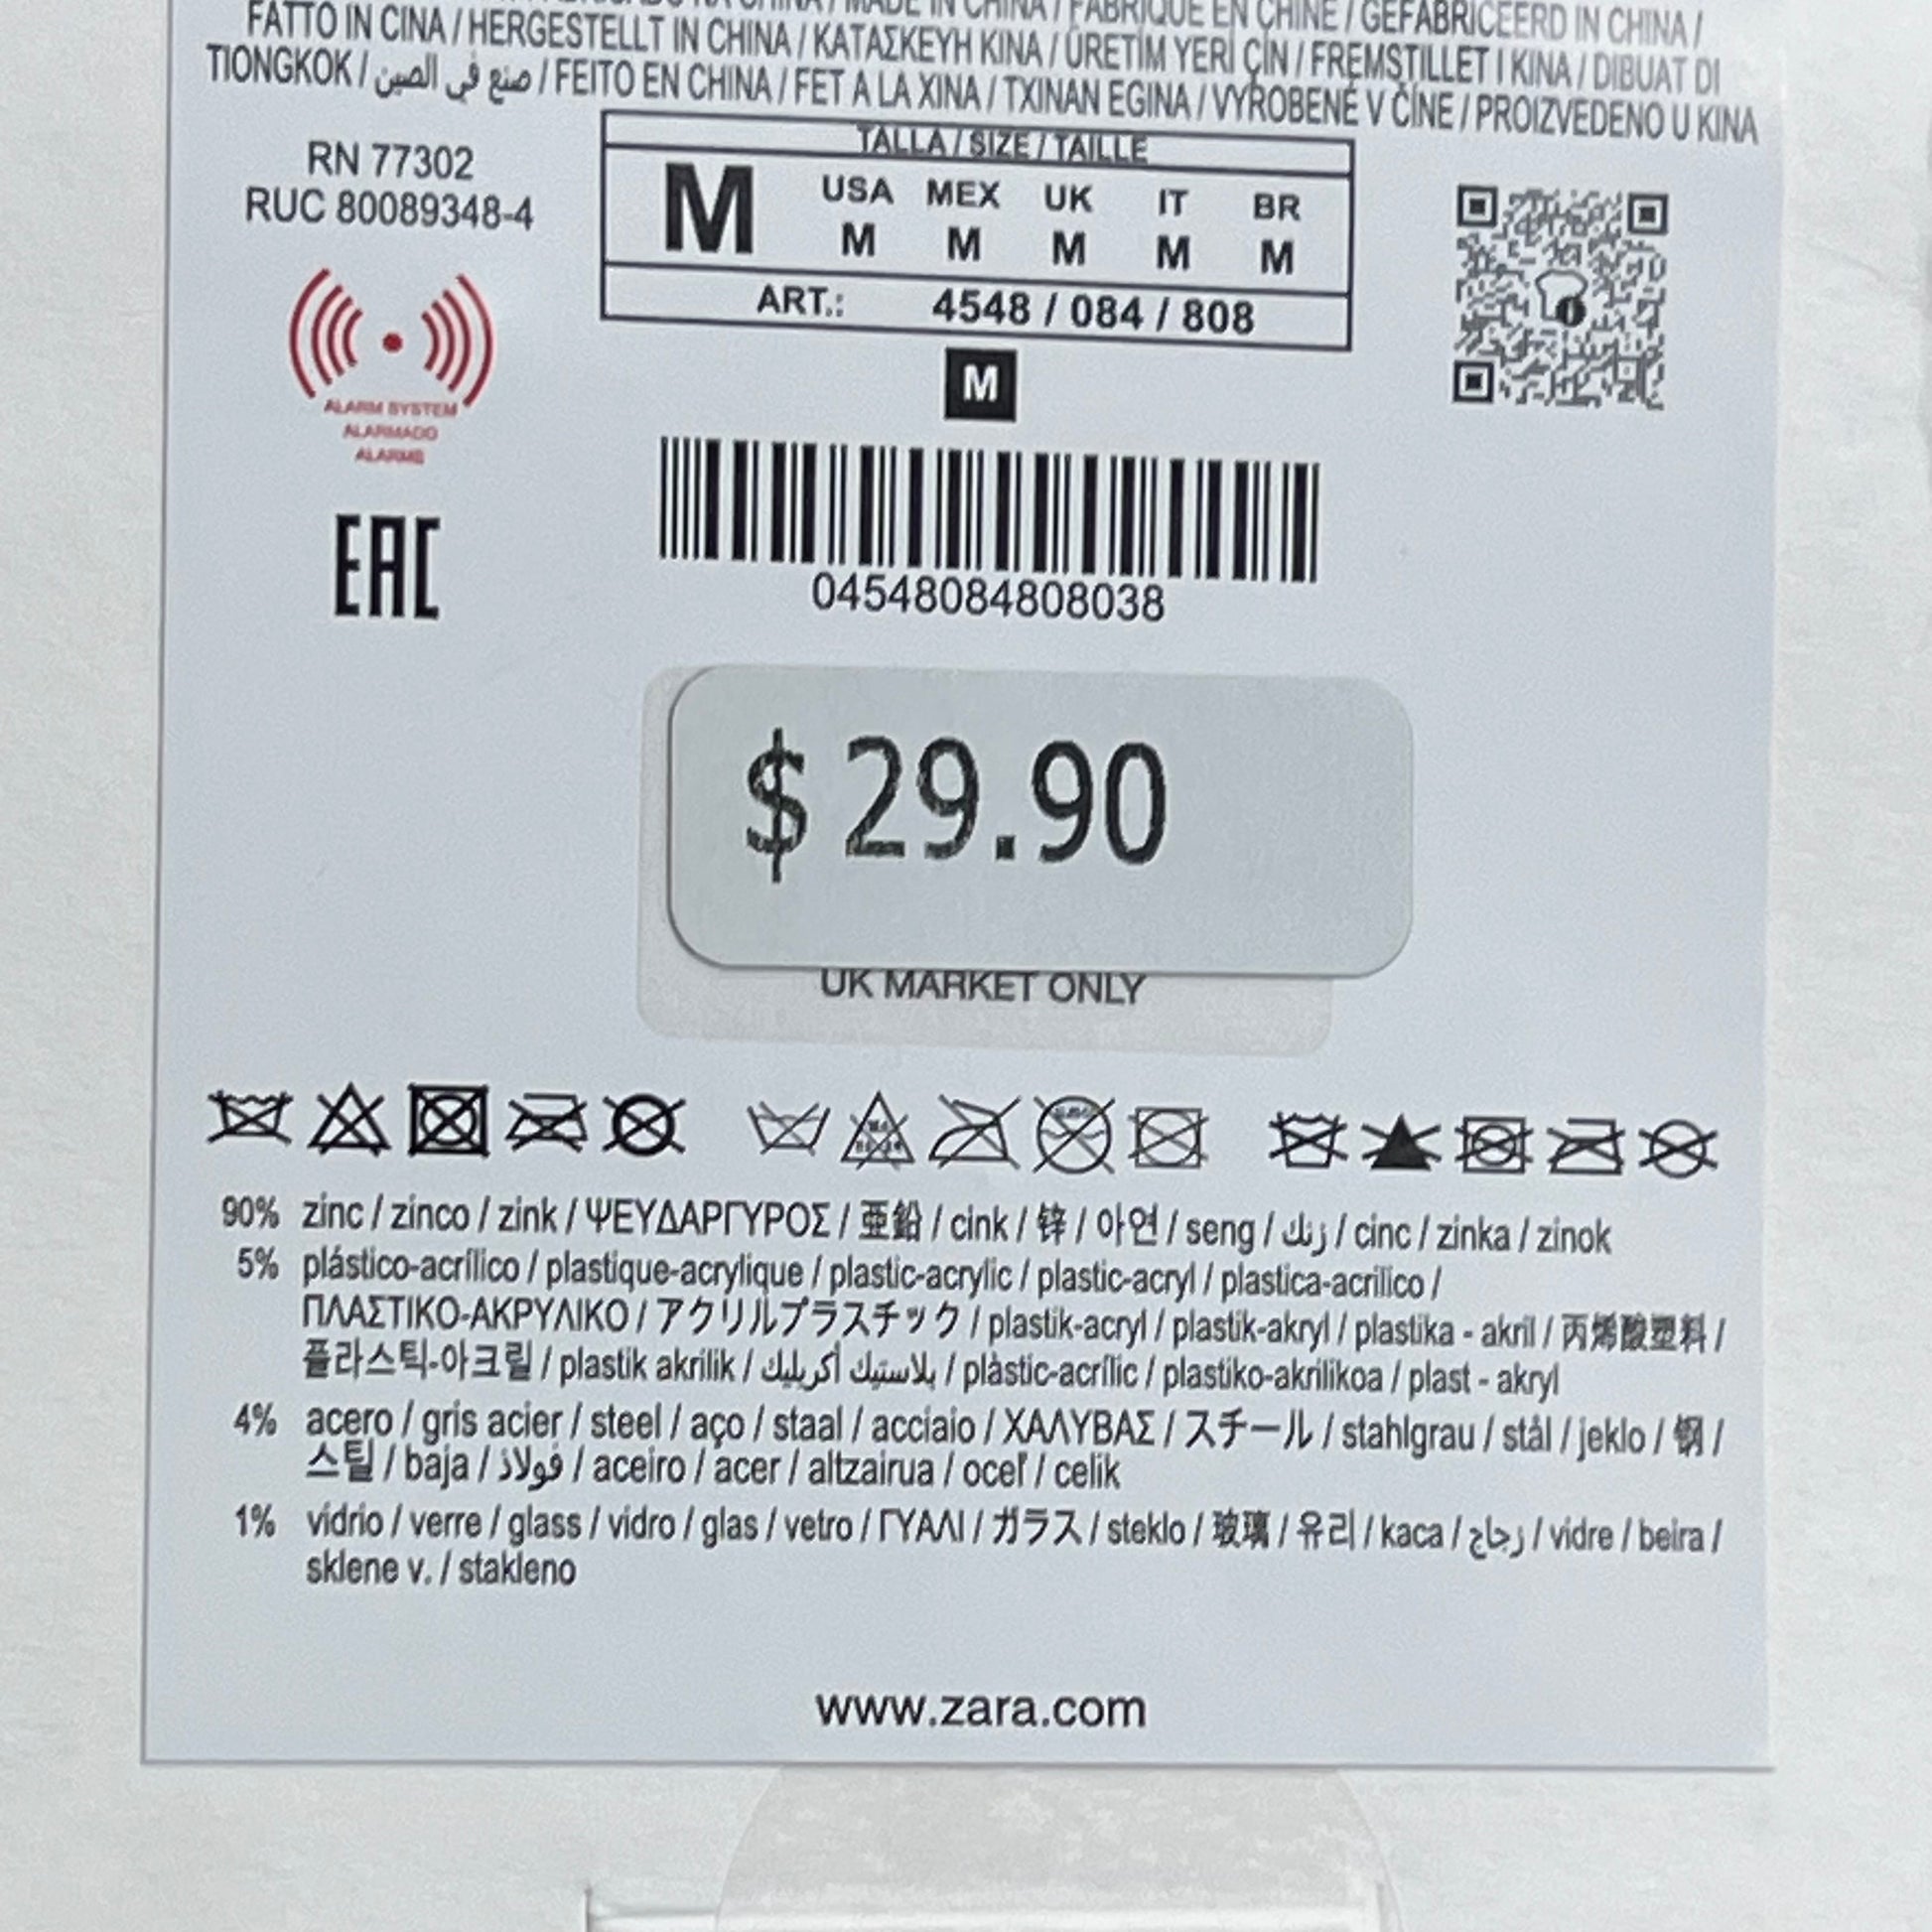 MADE IN CHINA / FABRIQUÉ EN CHINE / GEFABRICEERD IN CHINA /
FATTO IN CINA / HERGESTELLT IN CHINA / ΚΑΤΑΣΚΕΥΗ ΚΙΝΑ / ÜRETİM YERİ ÇİN / FREMSTILLET I KINA / DIBUAT DI
TIONGKOK / صنع في الصين / FEITO EN CHINA / FET A LA XINA / TXINAN EGINA / VYROBENÉ V ČÍNE / PROIZVEDENO U KINA
RN 77302
RUC 80089348-4
TALLA / SIZE / TAILLE
M USA MEX UK IT BR
M M M M M
ART.: 4548 / 084 / 808
M
ALARM SYSTEM
ALARMADO
ALARME
EAC
04548084808038
$ 29.90
UK MARKET ONLY
90% zinc / zinco / zink / ΨΕΥΔΑΡΓΥΡΟΣ / 亜鉛 / cink / 锌 / 아연 / seng / زنك / cinc / zinka / zinok
5% plástico-acrílico / plastique-acrylique / plastic-acrylic / plastic-acryl / plastica-acrilico /
ΠΛΑΣΤΙΚΟ-ΑΚΡΥΛΙΚΟ / アクリルプラスチック / plastik-acryl / plastik-akryl / plastika - akril / 丙烯酸塑料 /
플라스틱-아크릴 / plastik akrilik / بلاستيك أكريليك / plàstic-acrílic / plastiko-akrilikoa / plast - akryl
4% acero / gris acier / steel / aço / staal / acciaio / ΧΑΛΥΒΑΣ / スチール / stahlgrau / stål / jeklo / 钢 /
스틸 / baja / فولاذ / aceiro / acer / altzairua / oceľ / celik
1% vidrio / verre / glass / vidro / glas / vetro / ΓΥΑΛΙ / ガラス / steklo / 玻璃 / 유리 / kaca / زجاج / vidre / beira /
sklene v. / stakleno
www.zara.com